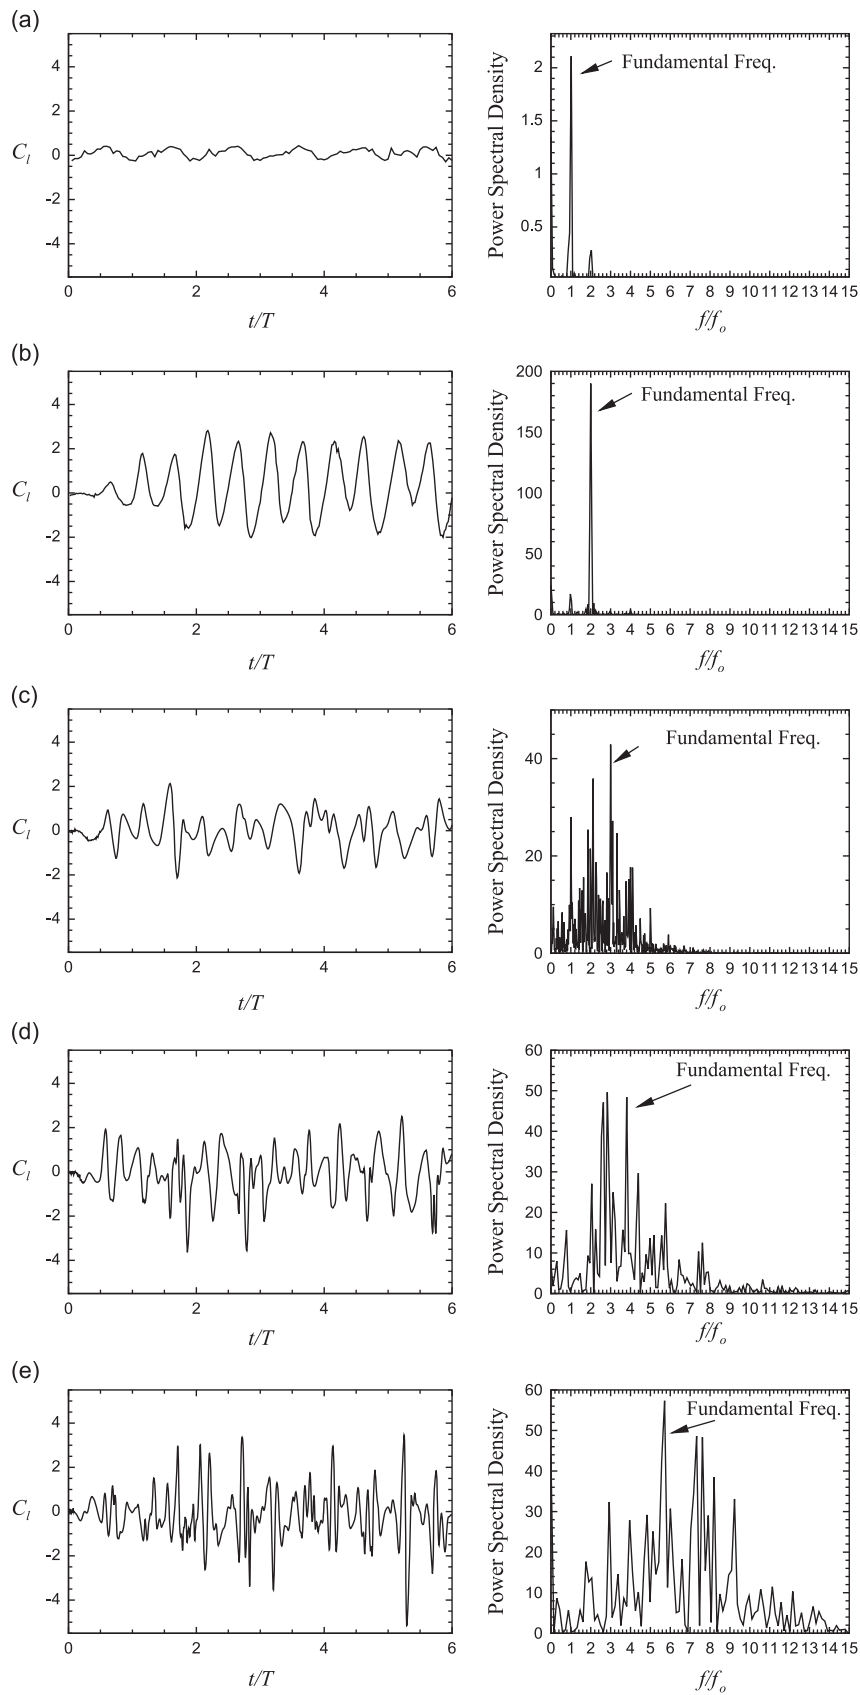 (a)
4
2
C_l 0
-2
-4
0 2 4 6
t/T
Power Spectral Density
2
1.5
1
0.5
Fundamental Freq.
0 1 2 3 4 5 6 7 8 9 10 11 12 13 14 15
f/f_o
(b)
4
2
C_l 0
-2
-4
0 2 4 6
t/T
Power Spectral Density
200
150
100
50
0
Fundamental Freq.
0 1 2 3 4 5 6 7 8 9 10 11 12 13 14 15
f/f_o
(c)
4
2
C_l 0
-2
-4
0 2 4 6
t/T
Power Spectral Density
40
20
0
Fundamental Freq.
0 1 2 3 4 5 6 7 8 9 10 11 12 13 14 15
f/f_o
(d)
4
2
C_l 0
-2
-4
0 2 4 6
t/T
Power Spectral Density
60
50
40
30
20
10
0
Fundamental Freq.
0 1 2 3 4 5 6 7 8 9 10 11 12 13 14 15
f/f_o
(e)
4
2
C_l 0
-2
-4
0 2 4 6
t/T
Power Spectral Density
60
50
40
30
20
10
0
Fundamental Freq.
0 1 2 3 4 5 6 7 8 9 10 11 12 13 14 15
f/f_o